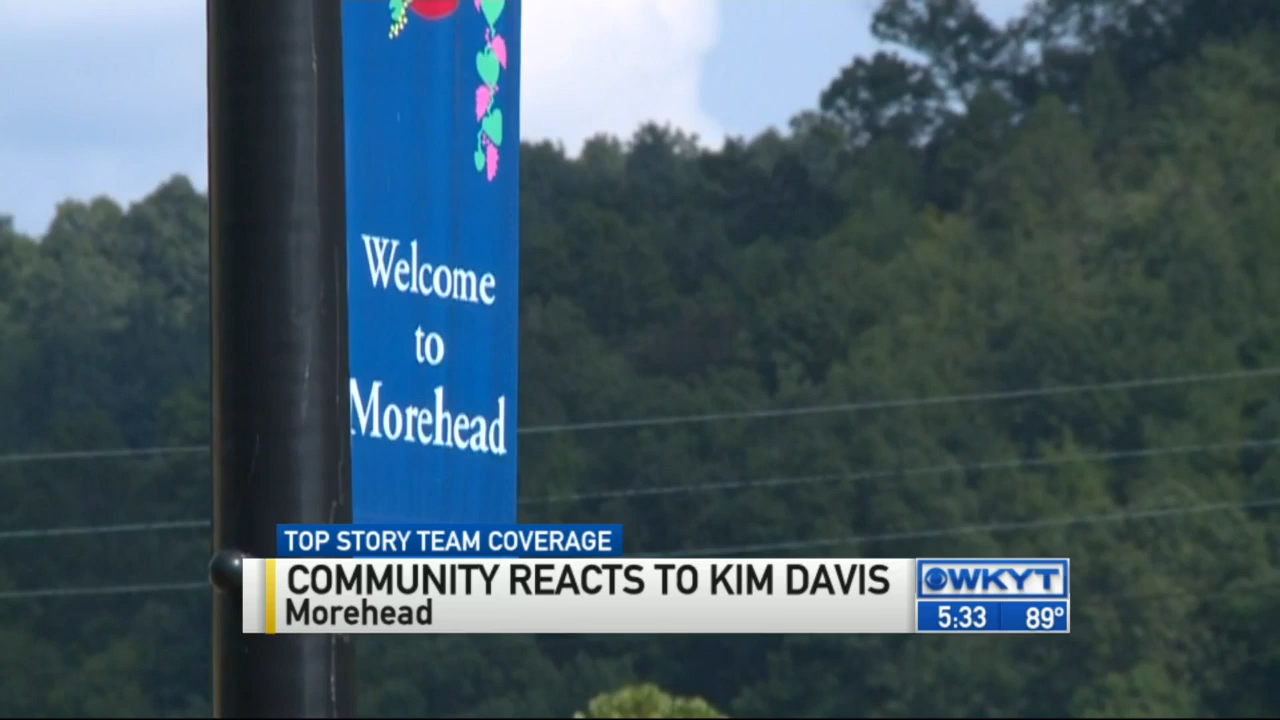 Welcome
to
Morehead
TOP STORY TEAM COVERAGE
COMMUNITY REACTS TO KIM DAVIS
Morehead
WKYT
5:33 89°